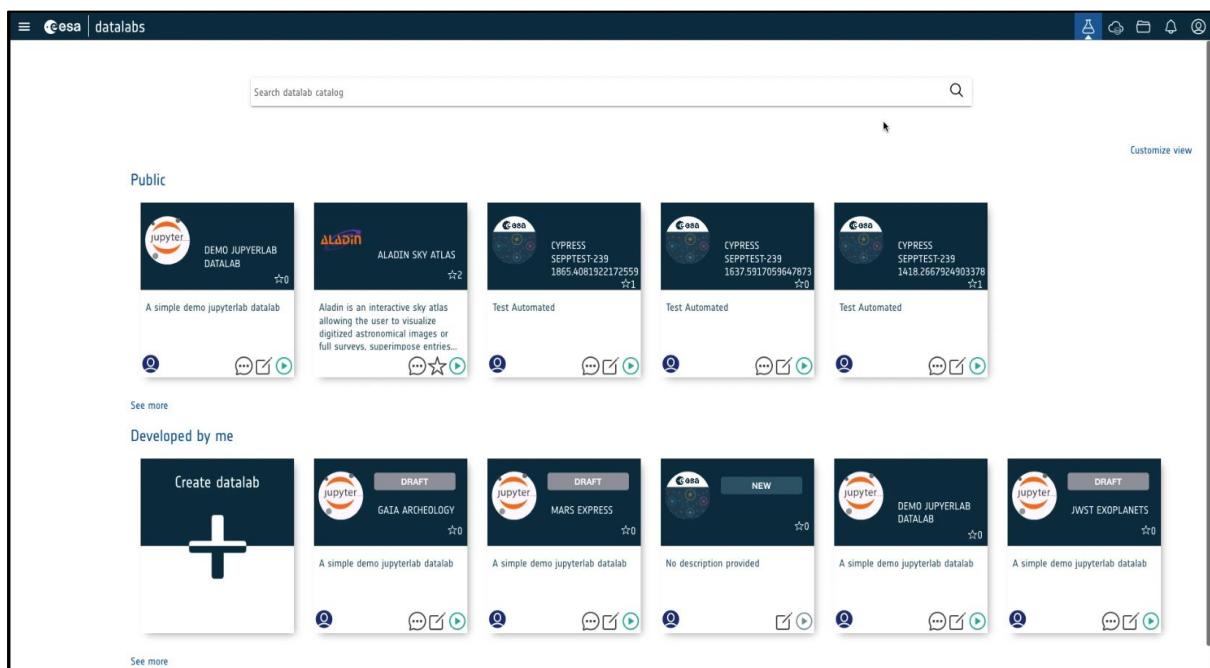 esa datalabs
Search datalab catalog
Customize view
Public
jupyter
DEMO JUPYERLAB
DATALAB
☆0
A simple demo jupyterlab datalab
ALADIN
ALADIN SKY ATLAS
☆2
Aladin is an interactive sky atlas
allowing the user to visualize
digitized astronomical images or
full surveys, superimpose entries...
esa
CYPRESS
SEPPTEST-239
1865.4081922172559
☆1
Test Automated
esa
CYPRESS
SEPPTEST-239
1637.5917059647873
☆0
Test Automated
esa
CYPRESS
SEPPTEST-239
1418.2667924903378
☆1
Test Automated
See more
Developed by me
Create datalab
jupyter
DRAFT
GAIA ARCHEOLOGY
☆0
A simple demo jupyterlab datalab
jupyter
DRAFT
MARS EXPRESS
☆0
A simple demo jupyterlab datalab
esa
NEW
☆0
No description provided
jupyter
DEMO JUPYERLAB
DATALAB
☆0
A simple demo jupyterlab datalab
jupyter
DRAFT
JWST EXOPLANETS
☆0
A simple demo jupyterlab datalab
See more